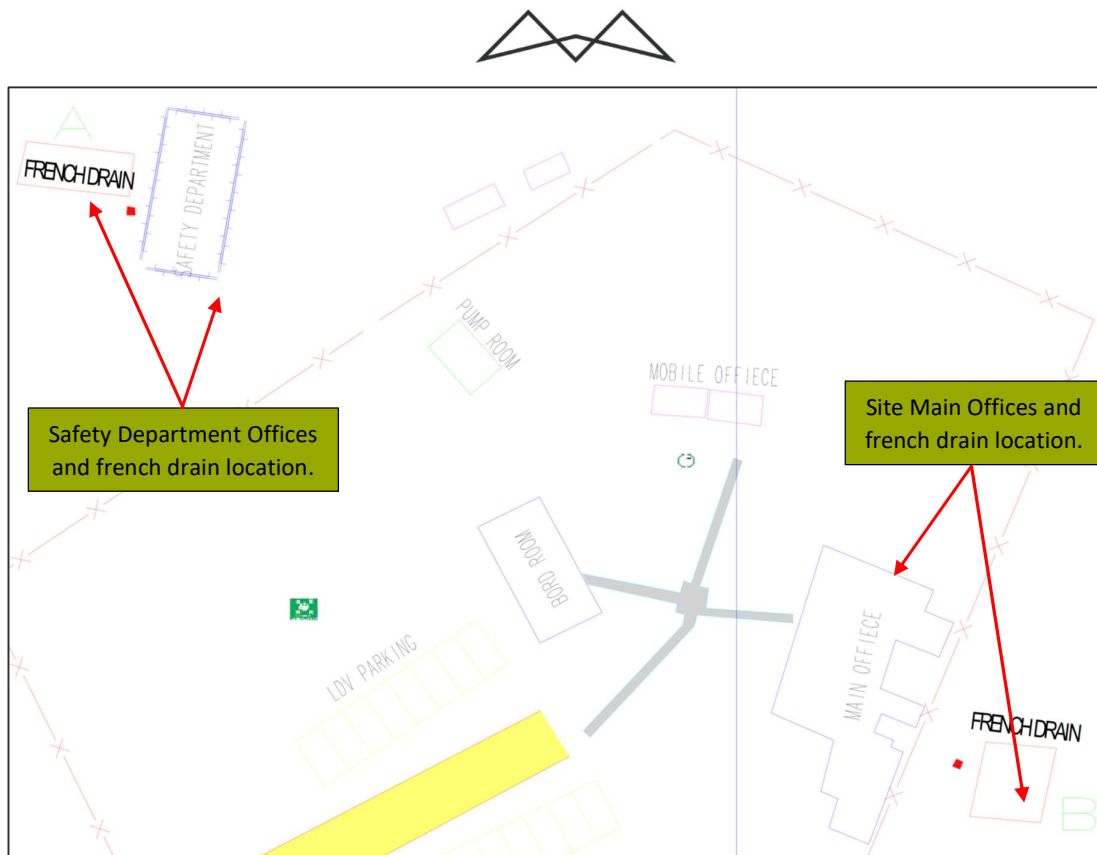 A
FRENCH DRAIN
SAFETY DEPARTMENT
PUMP ROOM
MOBILE OFFIECE
Safety Department Offices
and french drain location.
Site Main Offices and
french drain location.
BORD ROOM
LDV PARKING
MAIN OFFIECE
FRENCH DRAIN
B